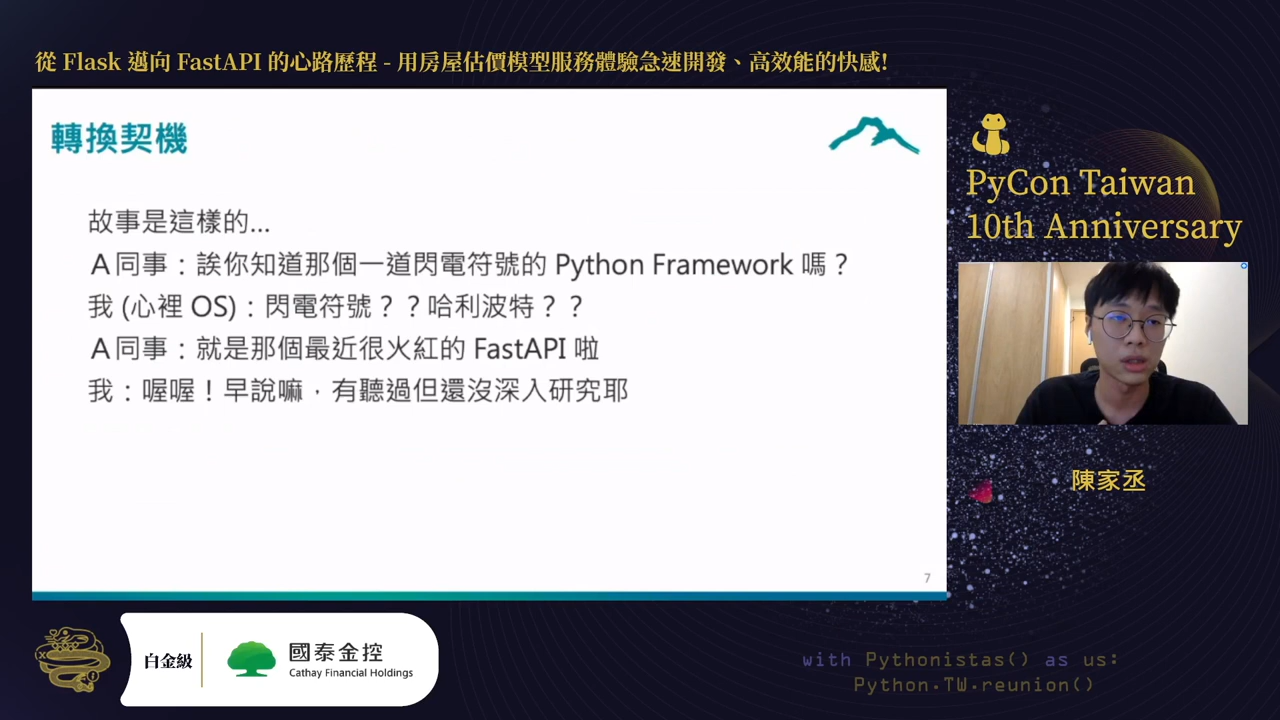 從 Flask 邁向 FastAPI 的心路歷程 - 用房屋估價模型服務體驗急速開發、高效能的快感!
轉換契機
故事是這樣的...
A同事：誒你知道那個一道閃電符號的 Python Framework 嗎？
我 (心裡 OS)：閃電符號？？哈利波特？？
A同事：就是那個最近很火紅的 FastAPI 啦
我：喔喔！早說嘛，有聽過但還沒深入研究耶
7
PyCon Taiwan
10th Anniversary
陳家丞
白金級
國泰金控
Cathay Financial Holdings
with Pythonistas() as us:
Python.TW.reunion()